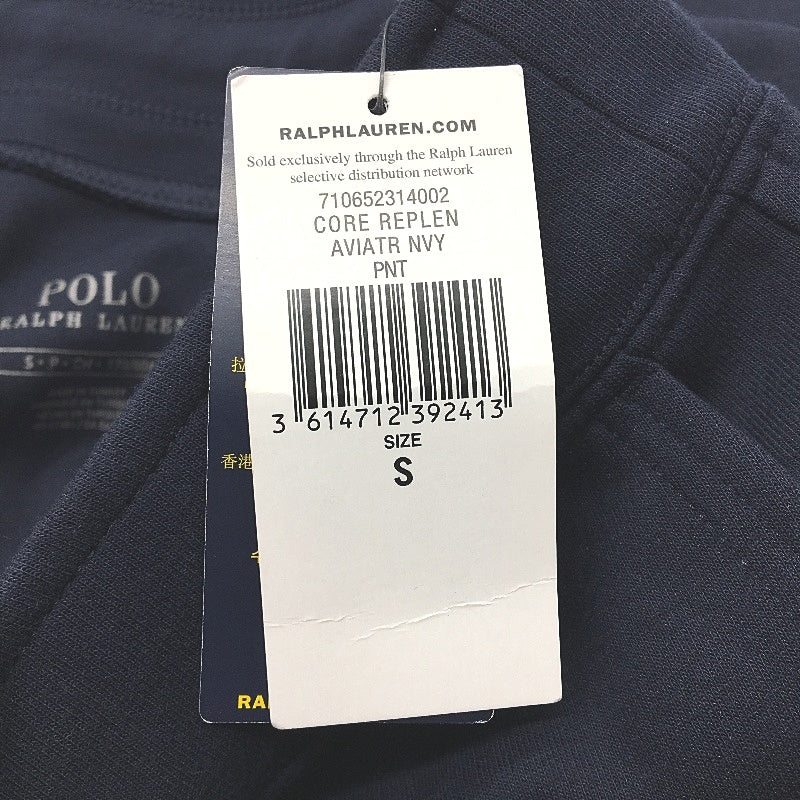 RALPHLAUREN.COM
Sold exclusively through the Ralph Lauren
selective distribution network
710652314002
CORE REPLEN
AVIATR NVY
PNT
3 614712 392413
SIZE
S
POLO
RALPH LAUREN
拉
香港
RA